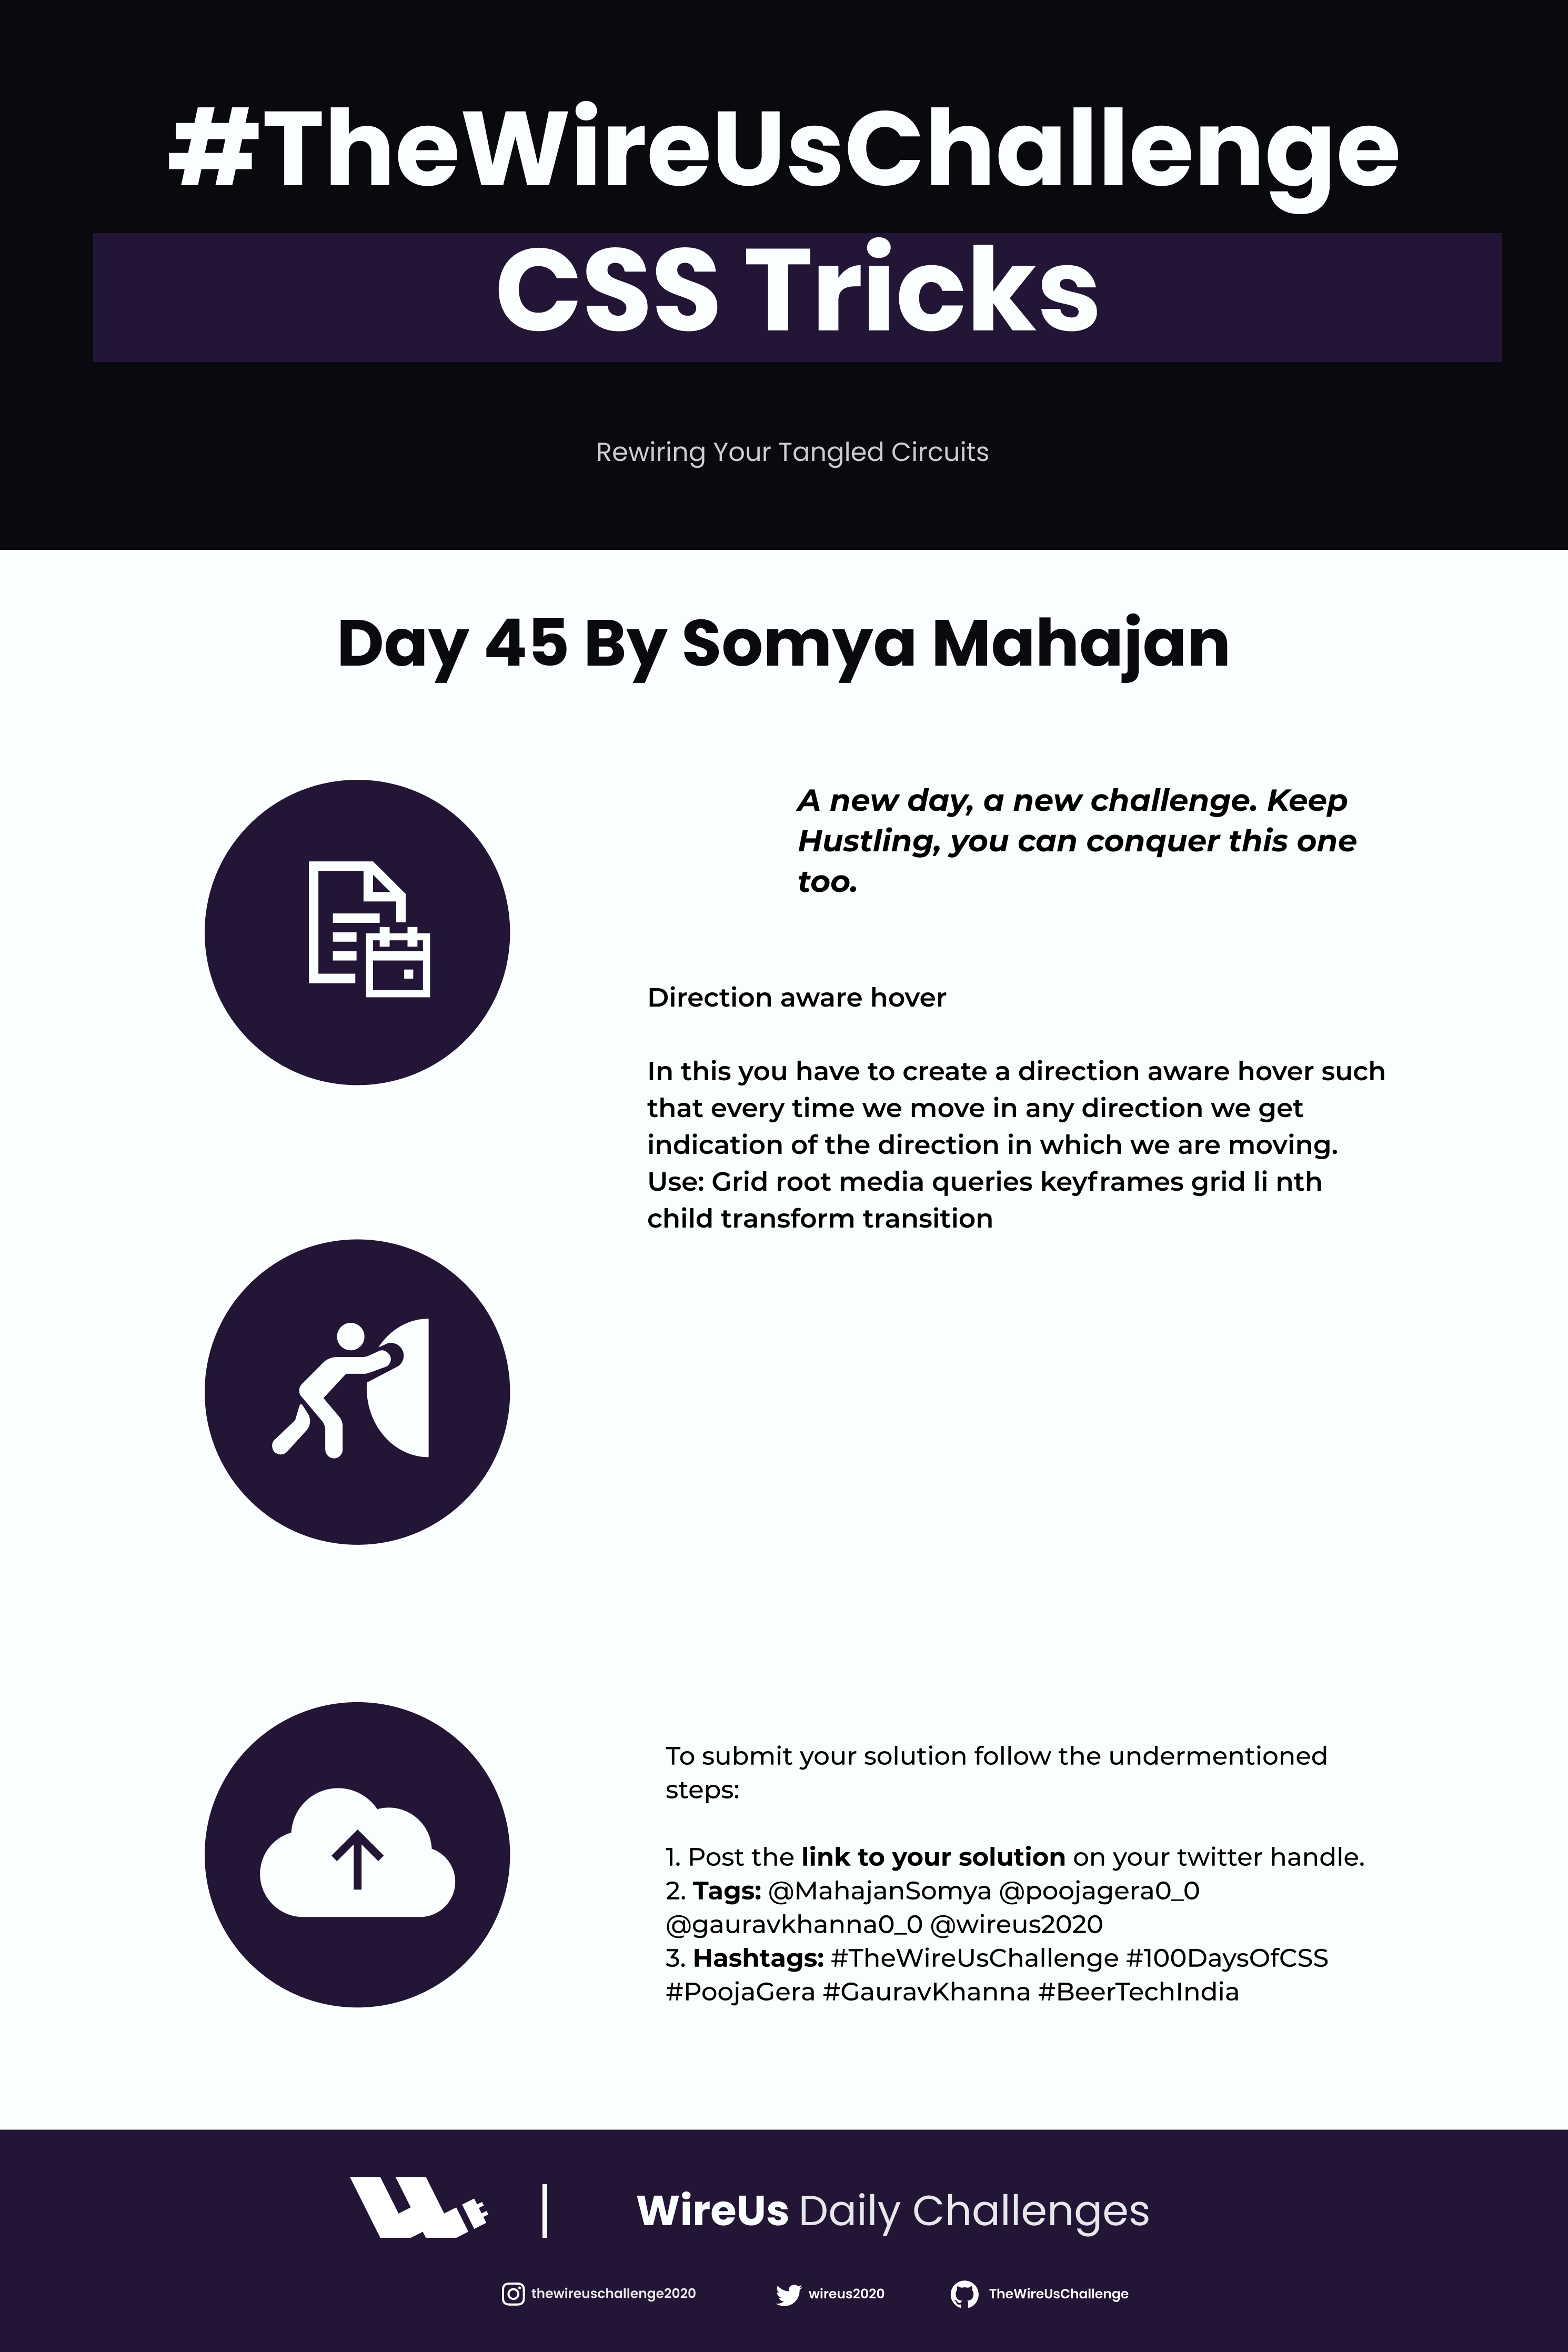 #TheWireUsChallenge
CSS Tricks
Rewiring Your Tangled Circuits
Day 45 By Somya Mahajan
A new day, a new challenge. Keep
Hustling, you can conquer this one
too.
Direction aware hover
In this you have to create a direction aware hover such
that every time we move in any direction we get
indication of the direction in which we are moving.
Use: Grid root media queries keyframes grid li nth
child transform transition
To submit your solution follow the undermentioned
steps:
1. Post the link to your solution on your twitter handle.
2. Tags: @MahajanSomya @poojagera0_0
@gauravkhanna0_0 @wireus2020
3. Hashtags: #TheWireUsChallenge #100DaysOfCSS
#PoojaGera #GauravKhanna #BeerTechIndia
WireUs Daily Challenges
thewireuschallenge2020 wireus2020 TheWireUsChallenge